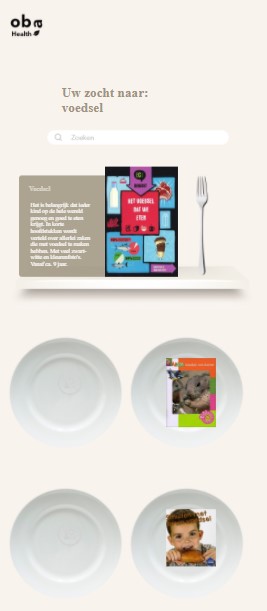 oba
Health
Uw zocht naar:
voedsel
Zoeken
Voedsel
Het is belangrijk dat ieder
kind op de hele wereld
genoeg en goed te eten
krijgt. In korte
hoofdstukken wordt
verteld over allerlei zaken
die met voedsel te maken
hebben. Met veel zwart-
witte en kleurenfoto's.
Vanaf ca. 9 jaar.
HET VOEDSEL
DAT WE
ETEN